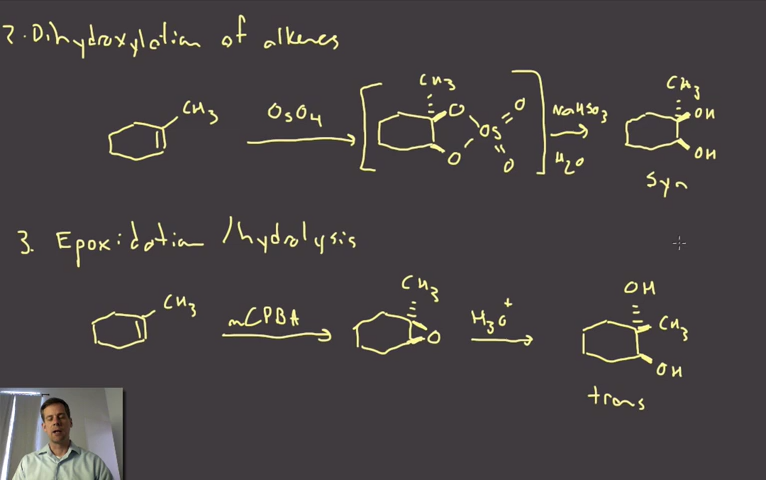 2. Dihydroxylation of alkenes
CH3 OsO4 CH3 O O Os O O NaHSO3 H2O CH3 OH OH
Syn
3. Epoxidation / hydrolysis
CH3 mCPBA CH3 O H3O+ OH CH3 OH
trans